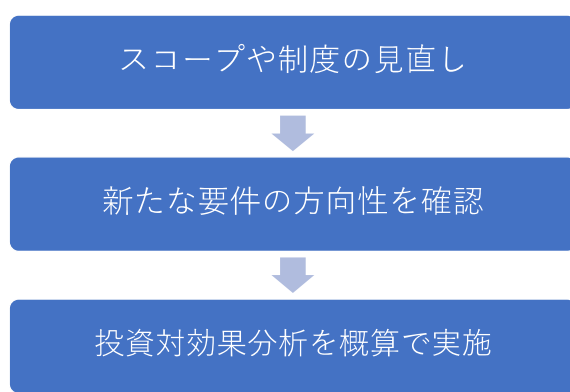 スコープや制度の見直し
新たな要件の方向性を確認
投資対効果分析を概算で実施